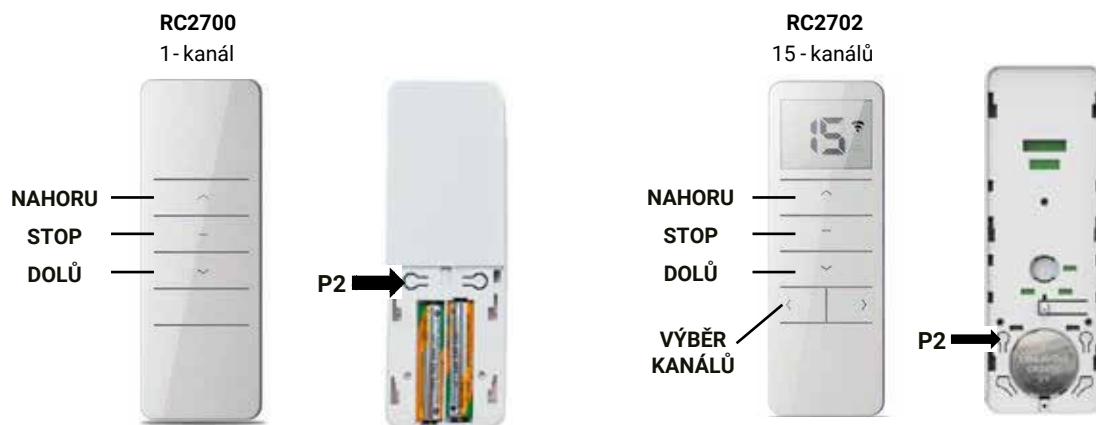 RC2700
1 - kanál
NAHORU
STOP
DOLŮ
P2
RC2702
15 - kanálů
15
NAHORU
STOP
DOLŮ
VÝBĚR
KANÁLŮ
P2